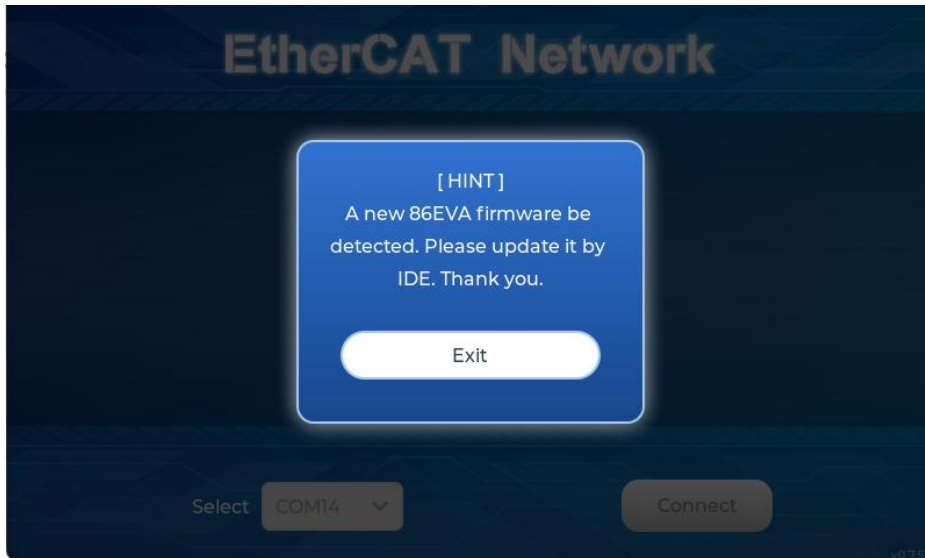 EtherCAT Network
[ HINT ]
A new 86EVA firmware be
detected. Please update it by
IDE. Thank you.
Exit
Select COM14 Connect